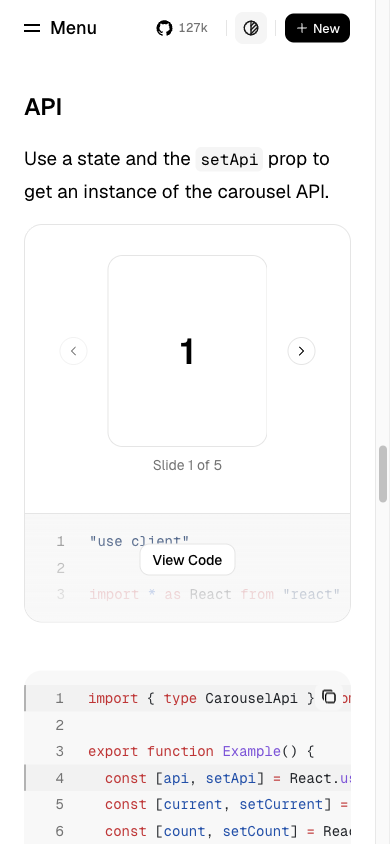 Menu 127k New
API
Use a state and the setApi prop to
get an instance of the carousel API.
1
Slide 1 of 5
1 "use client"
View Code
2
3 import * as React from "react"
1 import { type CarouselApi }
2
3 export function Example() {
4 const [api, setApi] = React.us
5 const [current, setCurrent] =
6 const [count, setCount] = Reac